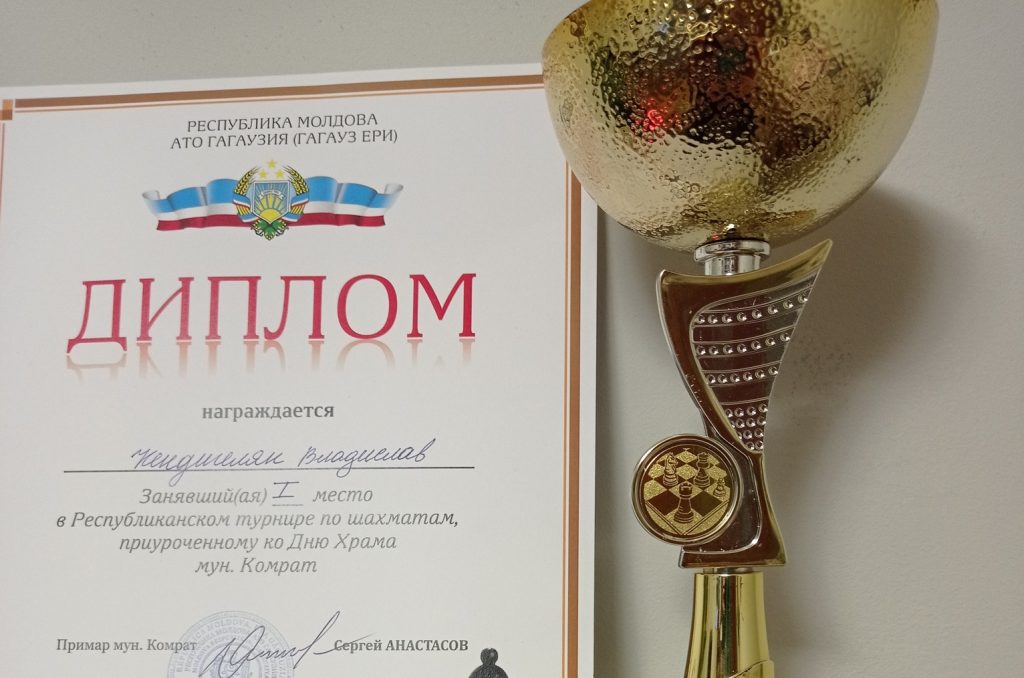 РЕСПУБЛИКА МОЛДОВА
АТО ГАГАУЗИЯ (ГАГАУЗ ЕРИ)
ДИПЛОМ
награждается
Кендигелян Владислав
Занявший(ая) I место
в Республиканском турнире по шахматам,
приуроченному ко Дню Храма
мун. Комрат
Примар мун. Комрат Сергей АНАСТАСОВ